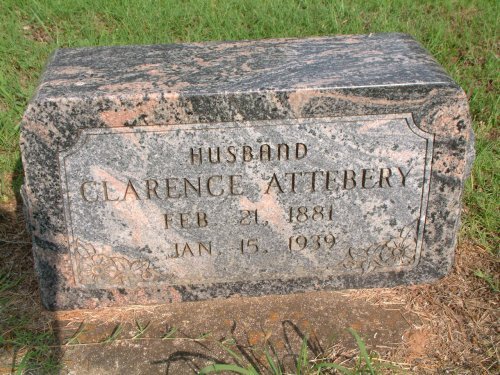 HUSBAND
CLARENCE ATTEBERY
FEB 21, 1881
JAN. 15, 1939